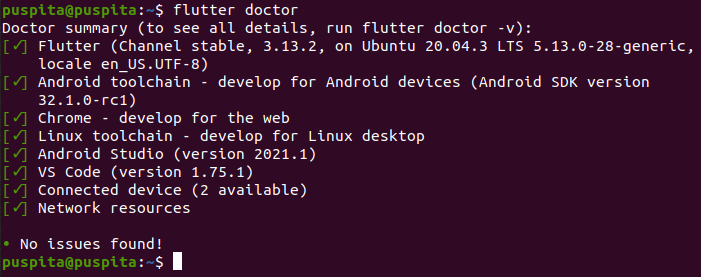 puspita@puspita:~$ flutter doctor
Doctor summary (to see all details, run flutter doctor -v):
[✓] Flutter (Channel stable, 3.13.2, on Ubuntu 20.04.3 LTS 5.13.0-28-generic,
locale en_US.UTF-8)
[✓] Android toolchain - develop for Android devices (Android SDK version
32.1.0-rc1)
[✓] Chrome - develop for the web
[✓] Linux toolchain - develop for Linux desktop
[✓] Android Studio (version 2021.1)
[✓] VS Code (version 1.75.1)
[✓] Connected device (2 available)
[✓] Network resources
• No issues found!
puspita@puspita:~$